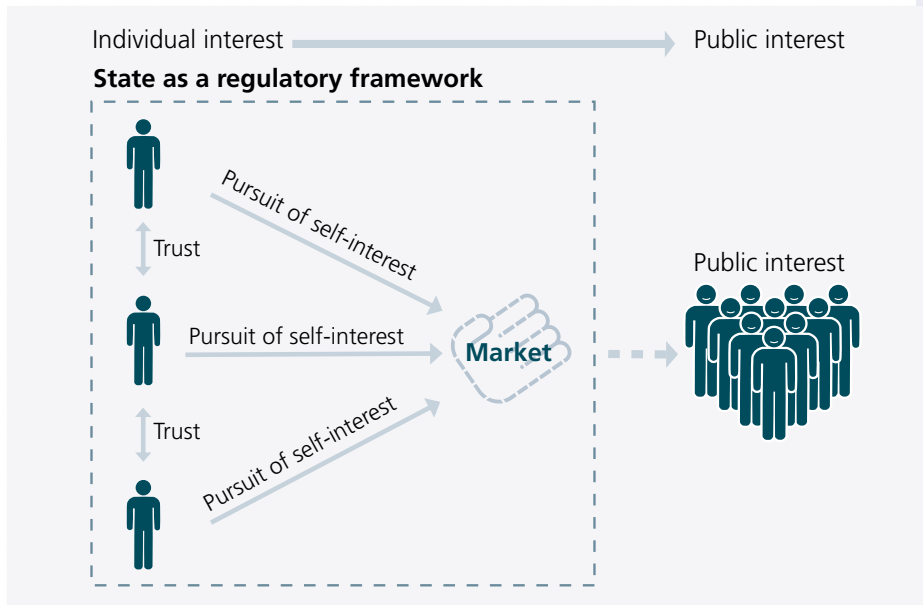 Individual interest
Public interest
State as a regulatory framework
Pursuit of self-interest
Trust
Public interest
Pursuit of self-interest
Market
Trust
Pursuit of self-interest